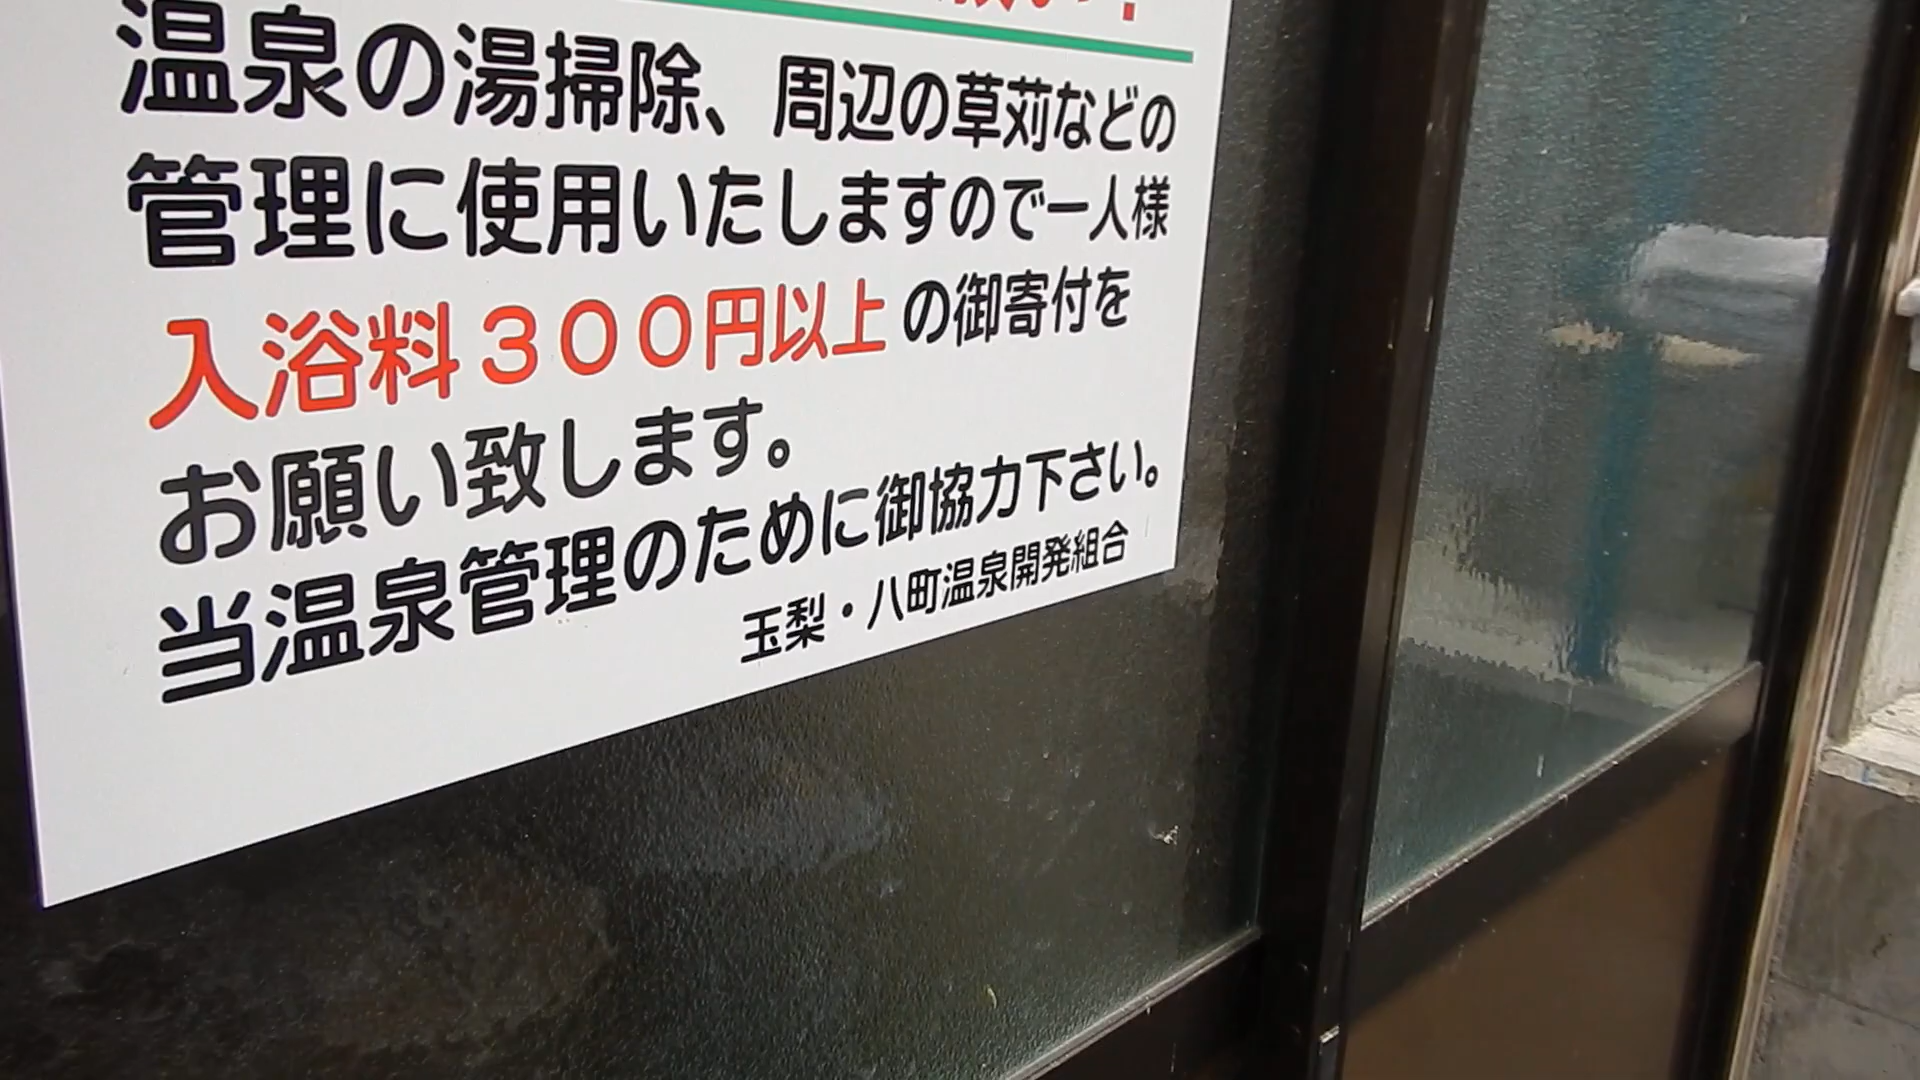 温泉の湯掃除、周辺の草苅などの
管理に使用いたしますので一人様
入浴料３００円以上の御寄付を
お願い致します。
当温泉管理のために御協力下さい。
玉梨・八町温泉開発組合